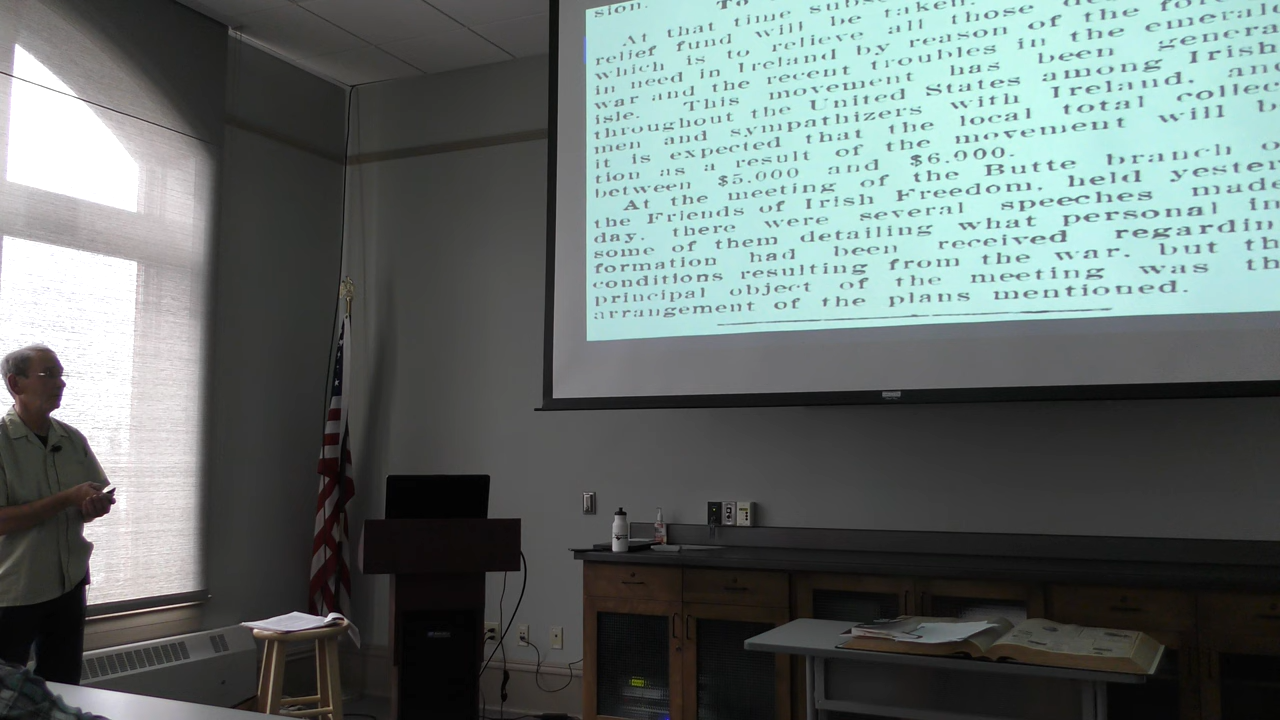 sion. To
At that time subsc
relief fund will be taken.
which is to relieve all those
in need in Ireland by reason of the
war and the recent troubles in the emerald
isle. This movement has been genera
throughout the United States among Irish
men and sympathizers with Ireland, and
it is expected that the local total collec
tion as a result of the movement will b
between $5.000 and $6.000.
At the meeting of the Butte branch o
the Friends of Irish Freedom, held yester
day, there were several speeches made
some of them detailing what personal in
formation had been received regardin
conditions resulting from the war, but th
principal object of the meeting was th
arrangement of the plans mentioned.